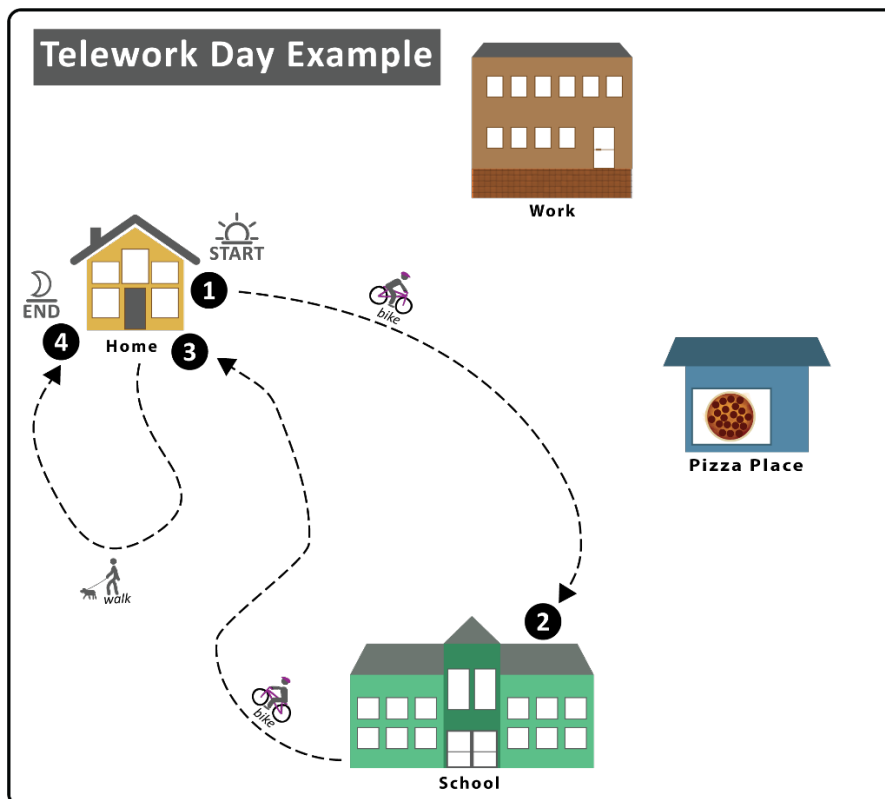 Telework Day Example
Work
START
1
bike
END
4
Home
3
Pizza Place
walk
2
bike
School